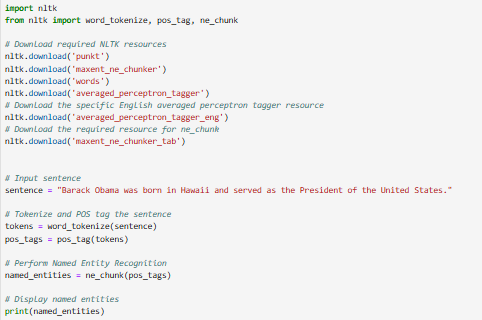 import nltk
from nltk import word_tokenize, pos_tag, ne_chunk
# Download required NLTK resources
nltk.download('punkt')
nltk.download('maxent_ne_chunker')
nltk.download('words')
nltk.download('averaged_perceptron_tagger')
# Download the specific English averaged perceptron tagger resource
nltk.download('averaged_perceptron_tagger_eng')
# Download the required resource for ne_chunk
nltk.download('maxent_ne_chunker_tab')
# Input sentence
sentence = "Barack Obama was born in Hawaii and served as the President of the United States."
# Tokenize and POS tag the sentence
tokens = word_tokenize(sentence)
pos_tags = pos_tag(tokens)
# Perform Named Entity Recognition
named_entities = ne_chunk(pos_tags)
# Display named entities
print(named_entities)